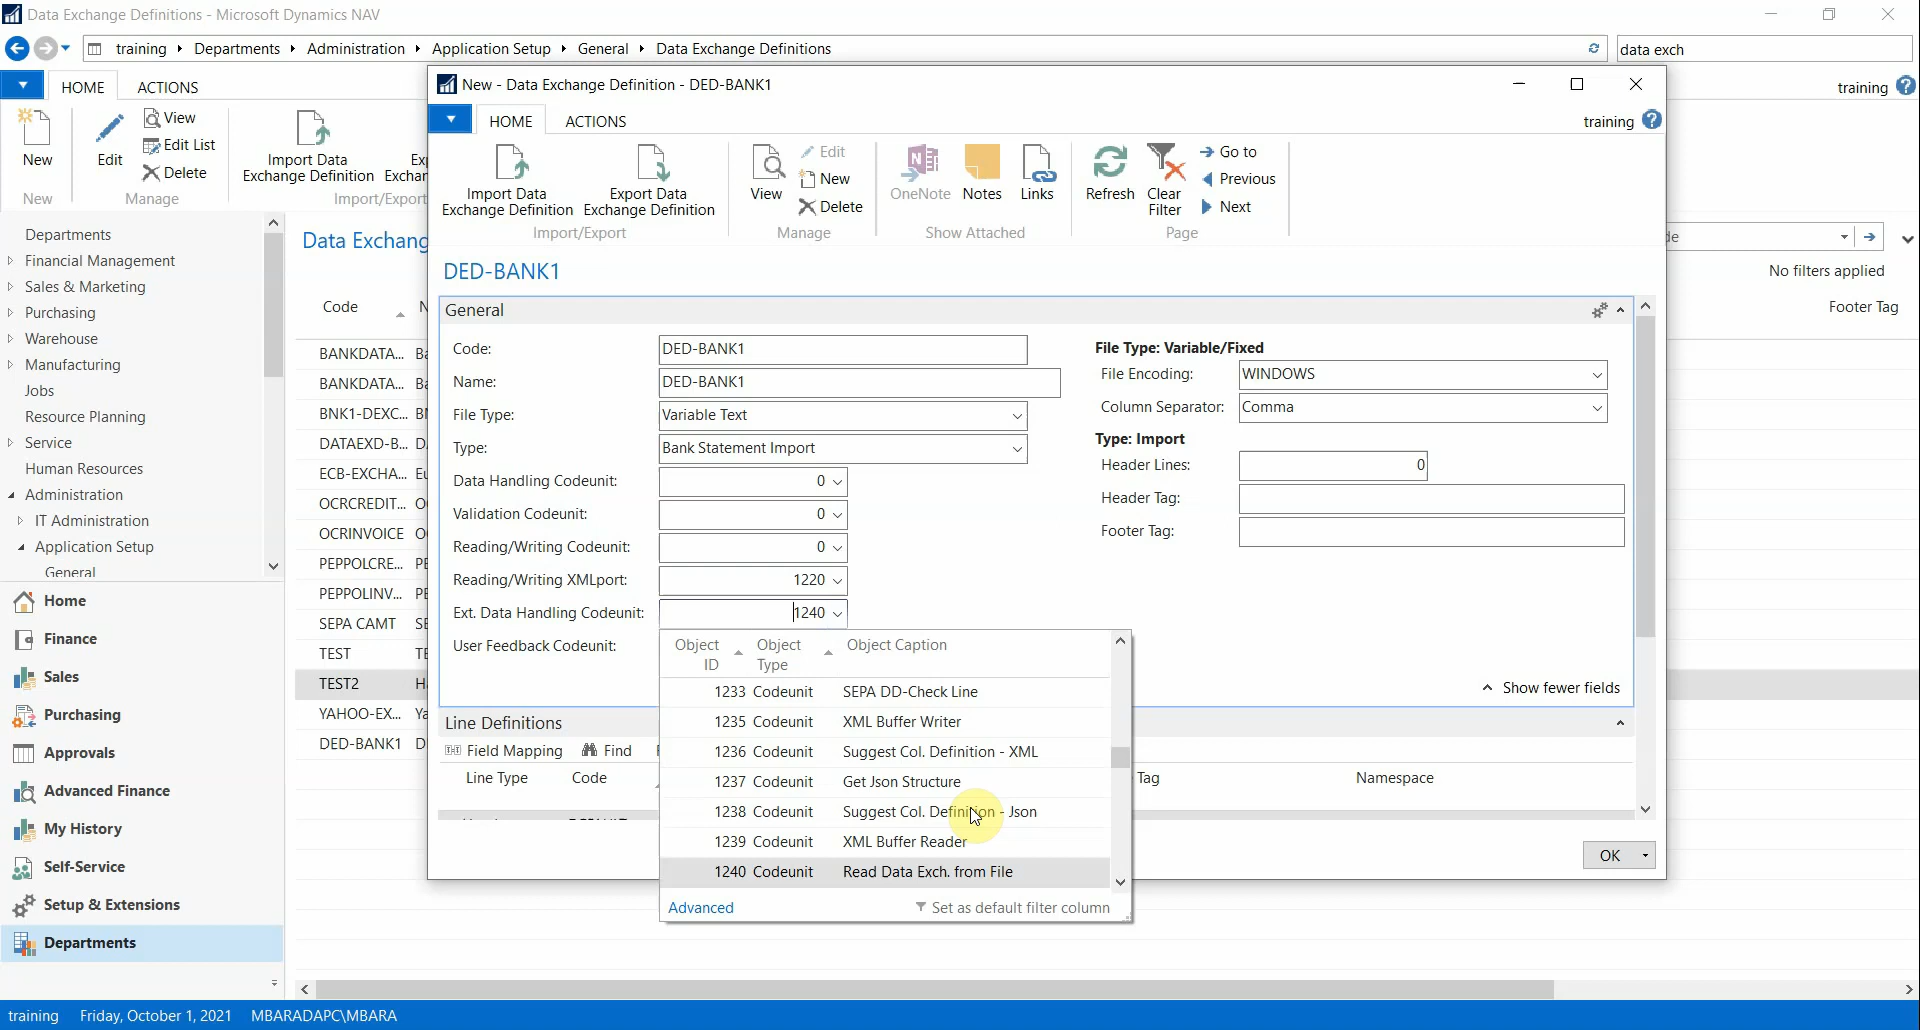 Data Exchange Definitions - Microsoft Dynamics NAV
training Departments Administration Application Setup General Data Exchange Definitions
data exch
HOME ACTIONS
training
New
Edit
View
Edit List
Delete
Import Data
Exchange Definition
New
Manage
Import/Export
New - Data Exchange Definition - DED-BANK1
HOME ACTIONS
training
Import Data
Exchange Definition
Export Data
Exchange Definition
Import/Export
View
Edit
New
Delete
Manage
OneNote
Notes
Links
Show Attached
Refresh
Clear
Filter
Go to
Previous
Next
Page
Departments
Financial Management
Sales & Marketing
Purchasing
Warehouse
Manufacturing
Jobs
Resource Planning
Service
Human Resources
Administration
IT Administration
Application Setup
General
Home
Finance
Sales
Purchasing
Approvals
Advanced Finance
My History
Self-Service
Setup & Extensions
Departments
Data Exchang
Code
BANKDATA...
BANKDATA...
BNK1-DEXC...
DATAEXD-B...
ECB-EXCHA...
OCRCREDIT...
OCRINVOICE
PEPPOLCRE...
PEPPOLINV...
SEPA CAMT
TEST
TEST2
YAHOO-EX...
DED-BANK1
No filters applied
Footer Tag
DED-BANK1
General
Code: DED-BANK1
Name: DED-BANK1
File Type: Variable Text
Type: Bank Statement Import
Data Handling Codeunit: 0
Validation Codeunit: 0
Reading/Writing Codeunit: 0
Reading/Writing XMLport: 1220
Ext. Data Handling Codeunit: 1240
User Feedback Codeunit:
File Type: Variable/Fixed
File Encoding: WINDOWS
Column Separator: Comma
Type: Import
Header Lines: 0
Header Tag:
Footer Tag:
Show fewer fields
Object
ID
Object
Type
Object Caption
1233 Codeunit SEPA DD-Check Line
1235 Codeunit XML Buffer Writer
1236 Codeunit Suggest Col. Definition - XML
1237 Codeunit Get Json Structure
1238 Codeunit Suggest Col. Definition - Json
1239 Codeunit XML Buffer Reader
1240 Codeunit Read Data Exch. from File
Advanced Set as default filter column
Line Definitions
Field Mapping Find
Line Type Code Tag Namespace
OK
training Friday, October 1, 2021 MBARADAPC\MBARA